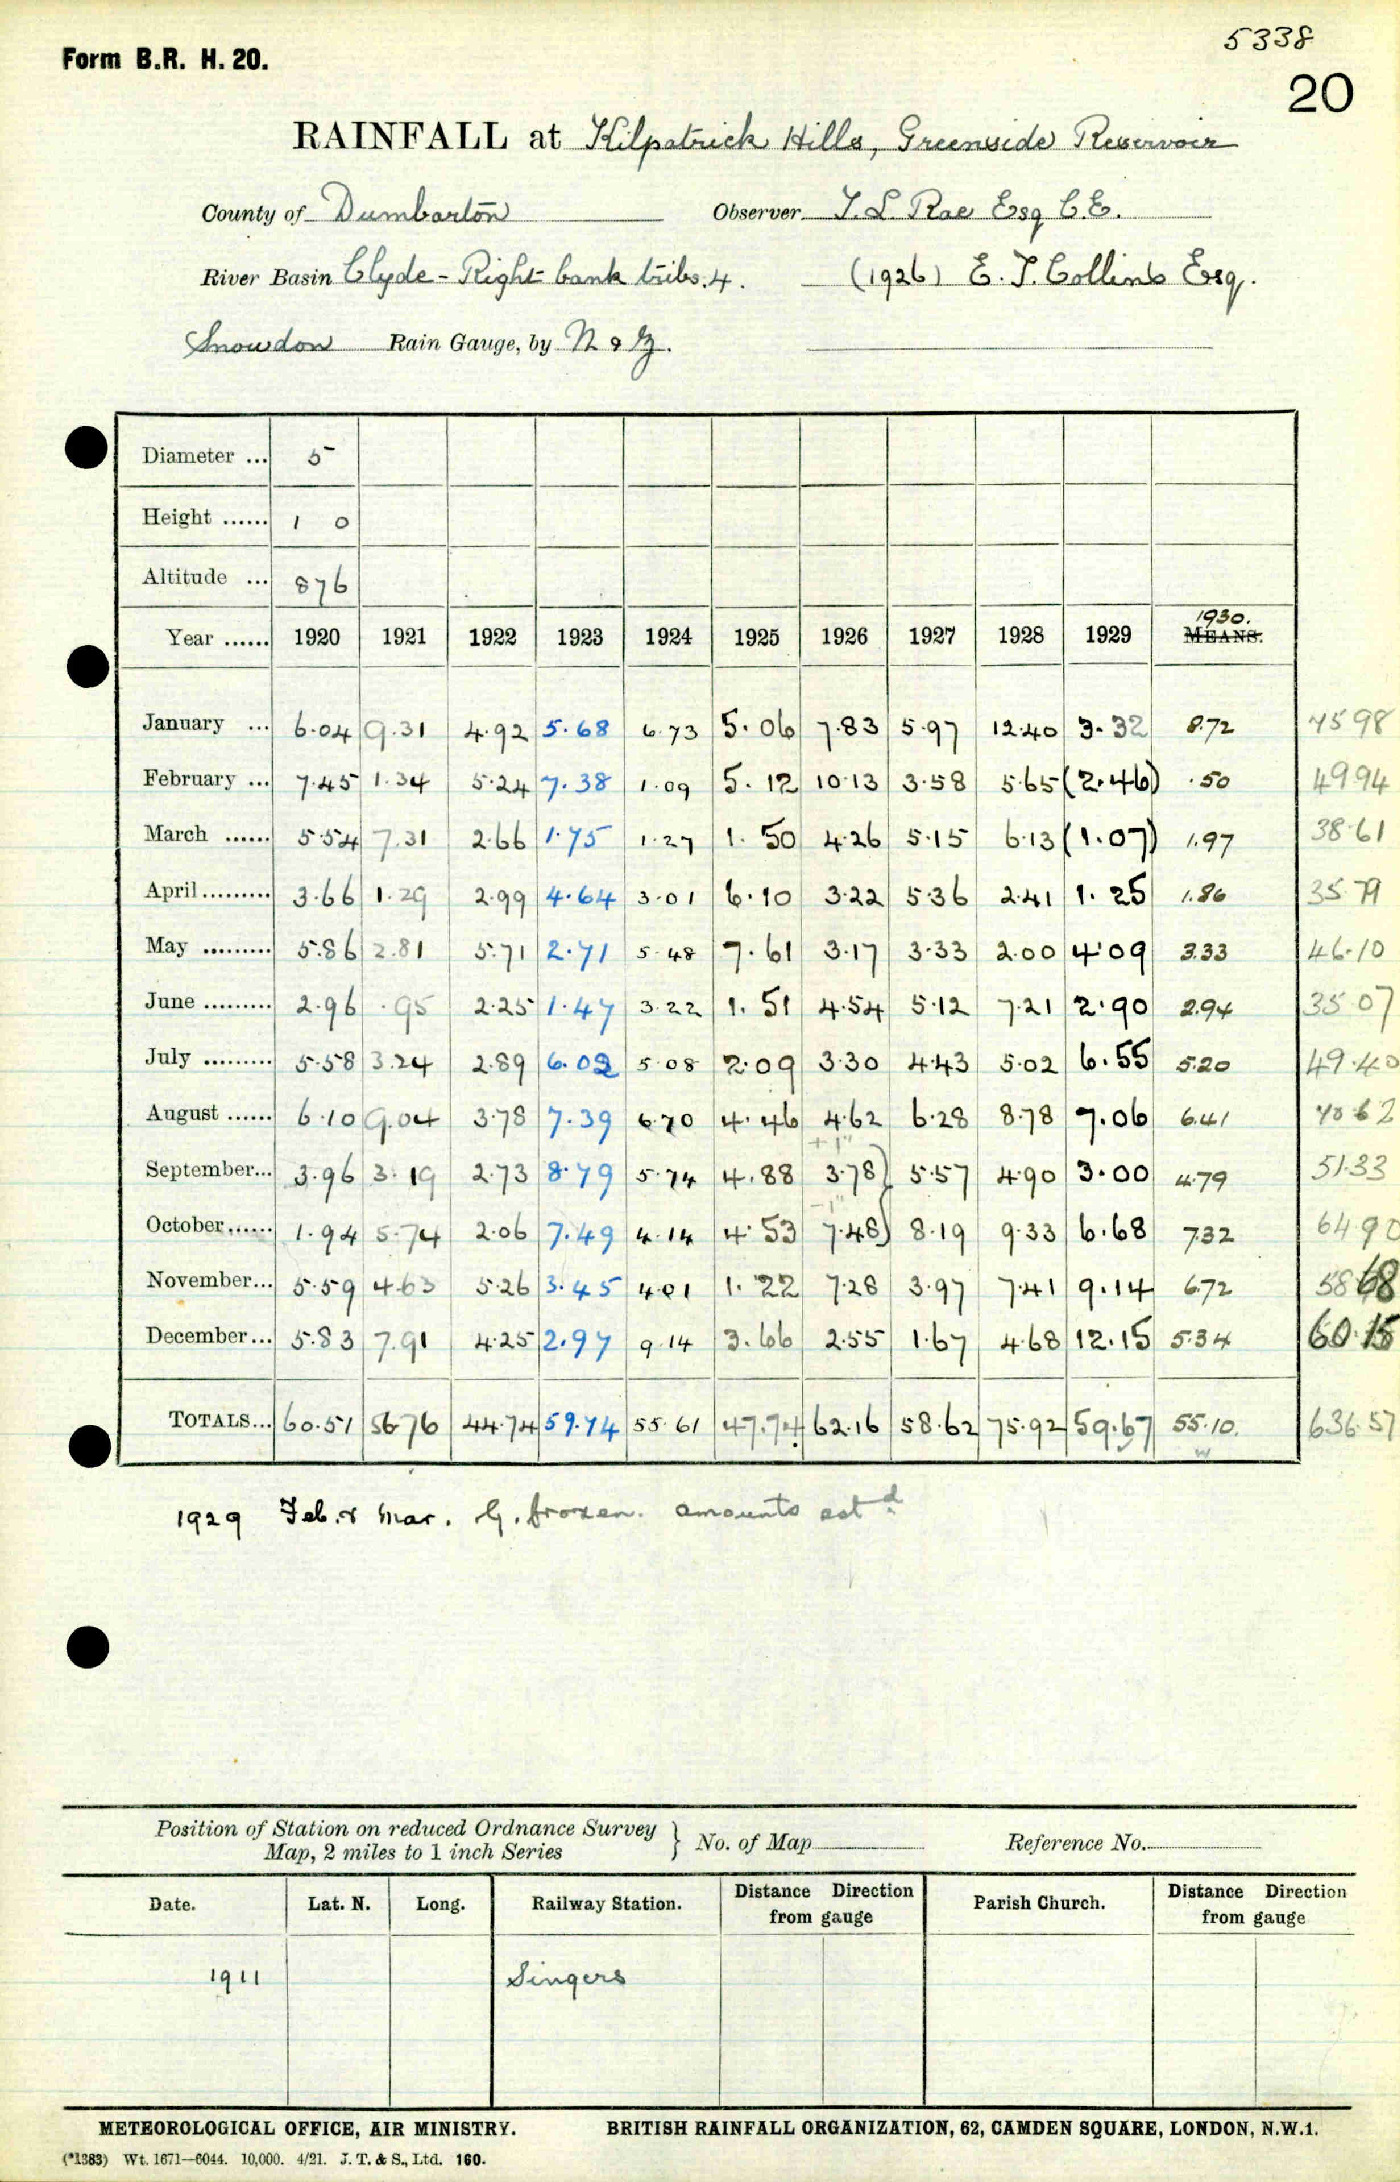 5338
Form B.R. H. 20.
20
RAINFALL at Kilpatrick Hills, Greenside Reservoir
County of Dumbarton Observer T. L. Rae Esq C.E.
River Basin Clyde - Right bank tribs. 4. (1926) E. J. Collins Esq.
Snowdon Rain Gauge, by N & Z.
Diameter ... 5
Height ...... 1 0
Altitude ... 876
1930.
Year ...... 1920 1921 1922 1923 1924 1925 1926 1927 1928 1929 MEANS.
January ... 6.04 9.31 4.92 5.68 6.73 5.06 7.83 5.97 12.40 3.32 8.72 75 98
February ... 7.45 1.34 5.24 7.38 1.09 5.12 10.13 3.58 5.65 (2.46) .50 49 94
March ...... 5.54 7.31 2.66 1.75 1.27 1.50 4.26 5.15 6.13 (1.07) 1.97 38.61
April ......... 3.66 1.29 2.99 4.64 3.01 6.10 3.22 5.36 2.41 1.25 1.86 35.79
May ......... 5.86 2.81 5.71 2.71 5.48 7.61 3.17 3.33 2.00 4.09 3.33 46.10
June ......... 2.96 .95 2.25 1.47 3.22 1.51 4.54 5.12 7.21 2.90 2.94 35.07
July ......... 5.58 3.24 2.89 6.02 5.08 2.09 3.30 4.43 5.02 6.55 5.20 49.40
August ...... 6.10 9.04 3.78 7.39 6.70 4.46 4.62 6.28 8.78 7.06 6.41 70 62
+1"
September... 3.96 3.19 2.73 8.79 5.74 4.88 3.78 5.57 4.90 3.00 4.79 51.33
-1"
October ...... 1.94 5.74 2.06 7.49 4.14 4.53 7.48 8.19 9.33 6.68 7.32 64.90
November... 5.59 4.63 5.26 3.45 4.01 1.22 7.28 3.97 7.41 9.14 6.72 58.68
December... 5.83 7.91 4.25 2.97 9.14 3.66 2.55 1.67 4.68 12.15 5.34 60.15
TOTALS... 60.51 56.76 44.74 59.74 55.61 47.74 62.16 58.62 75.92 59.67 55.10. 636.57
1929 Feb. & Mar. G. frozen. amounts estd.
Position of Station on reduced Ordnance Survey
Map, 2 miles to 1 inch Series } No. of Map Reference No.
Date. Lat. N. Long. Railway Station. Distance Direction from gauge Parish Church. Distance Direction from gauge
1911 Singers
METEOROLOGICAL OFFICE, AIR MINISTRY. BRITISH RAINFALL ORGANIZATION, 62, CAMDEN SQUARE, LONDON, N.W.1.
(*1383) Wt. 1671—6044. 10,000. 4/21. J. T. & S., Ltd. 160.